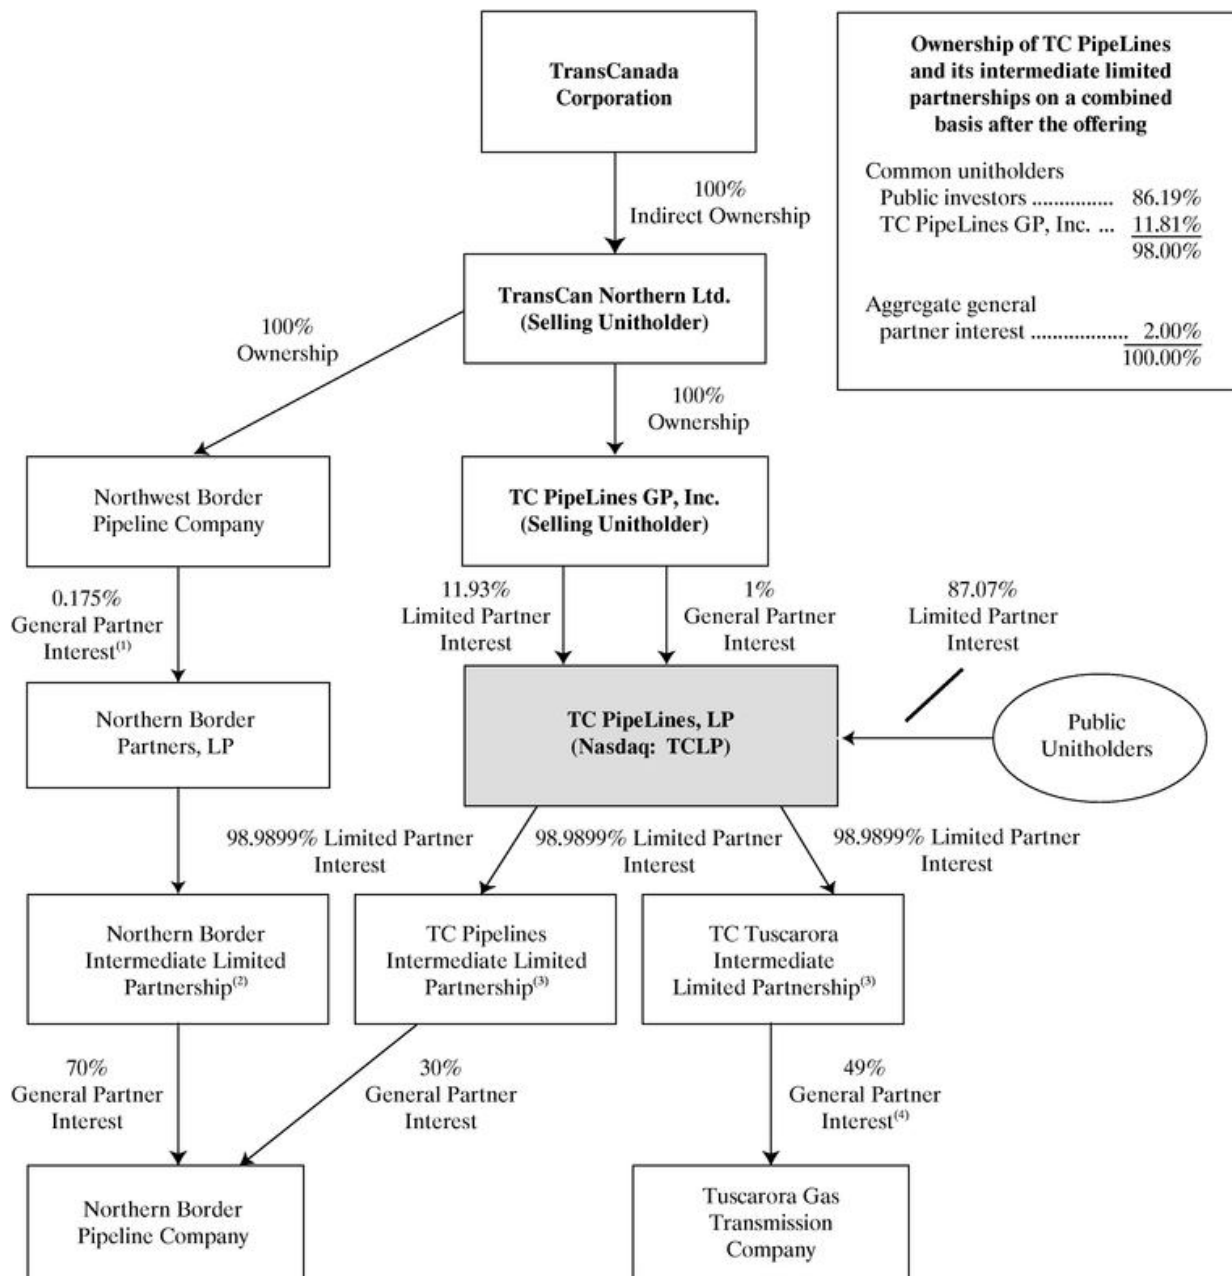 TransCanada
Corporation
Ownership of TC PipeLines
and its intermediate limited
partnerships on a combined
basis after the offering
Common unitholders
Public investors ............... 86.19%
TC PipeLines GP, Inc. ... 11.81%
98.00%
Aggregate general
partner interest .................. 2.00%
100.00%
100%
Indirect Ownership
TransCan Northern Ltd.
(Selling Unitholder)
100%
Ownership
100%
Ownership
Northwest Border
Pipeline Company
TC PipeLines GP, Inc.
(Selling Unitholder)
0.175%
General Partner
Interest(1)
11.93%
Limited Partner
Interest
1%
General Partner
Interest
87.07%
Limited Partner
Interest
Northern Border
Partners, LP
TC PipeLines, LP
(Nasdaq: TCLP)
Public
Unitholders
98.9899% Limited Partner
Interest
98.9899% Limited Partner
Interest
98.9899% Limited Partner
Interest
Northern Border
Intermediate Limited
Partnership(2)
TC Pipelines
Intermediate Limited
Partnership(3)
TC Tuscarora
Intermediate
Limited Partnership(3)
70%
General Partner
Interest
30%
General Partner
Interest
49%
General Partner
Interest(4)
Northern Border
Pipeline Company
Tuscarora Gas
Transmission
Company